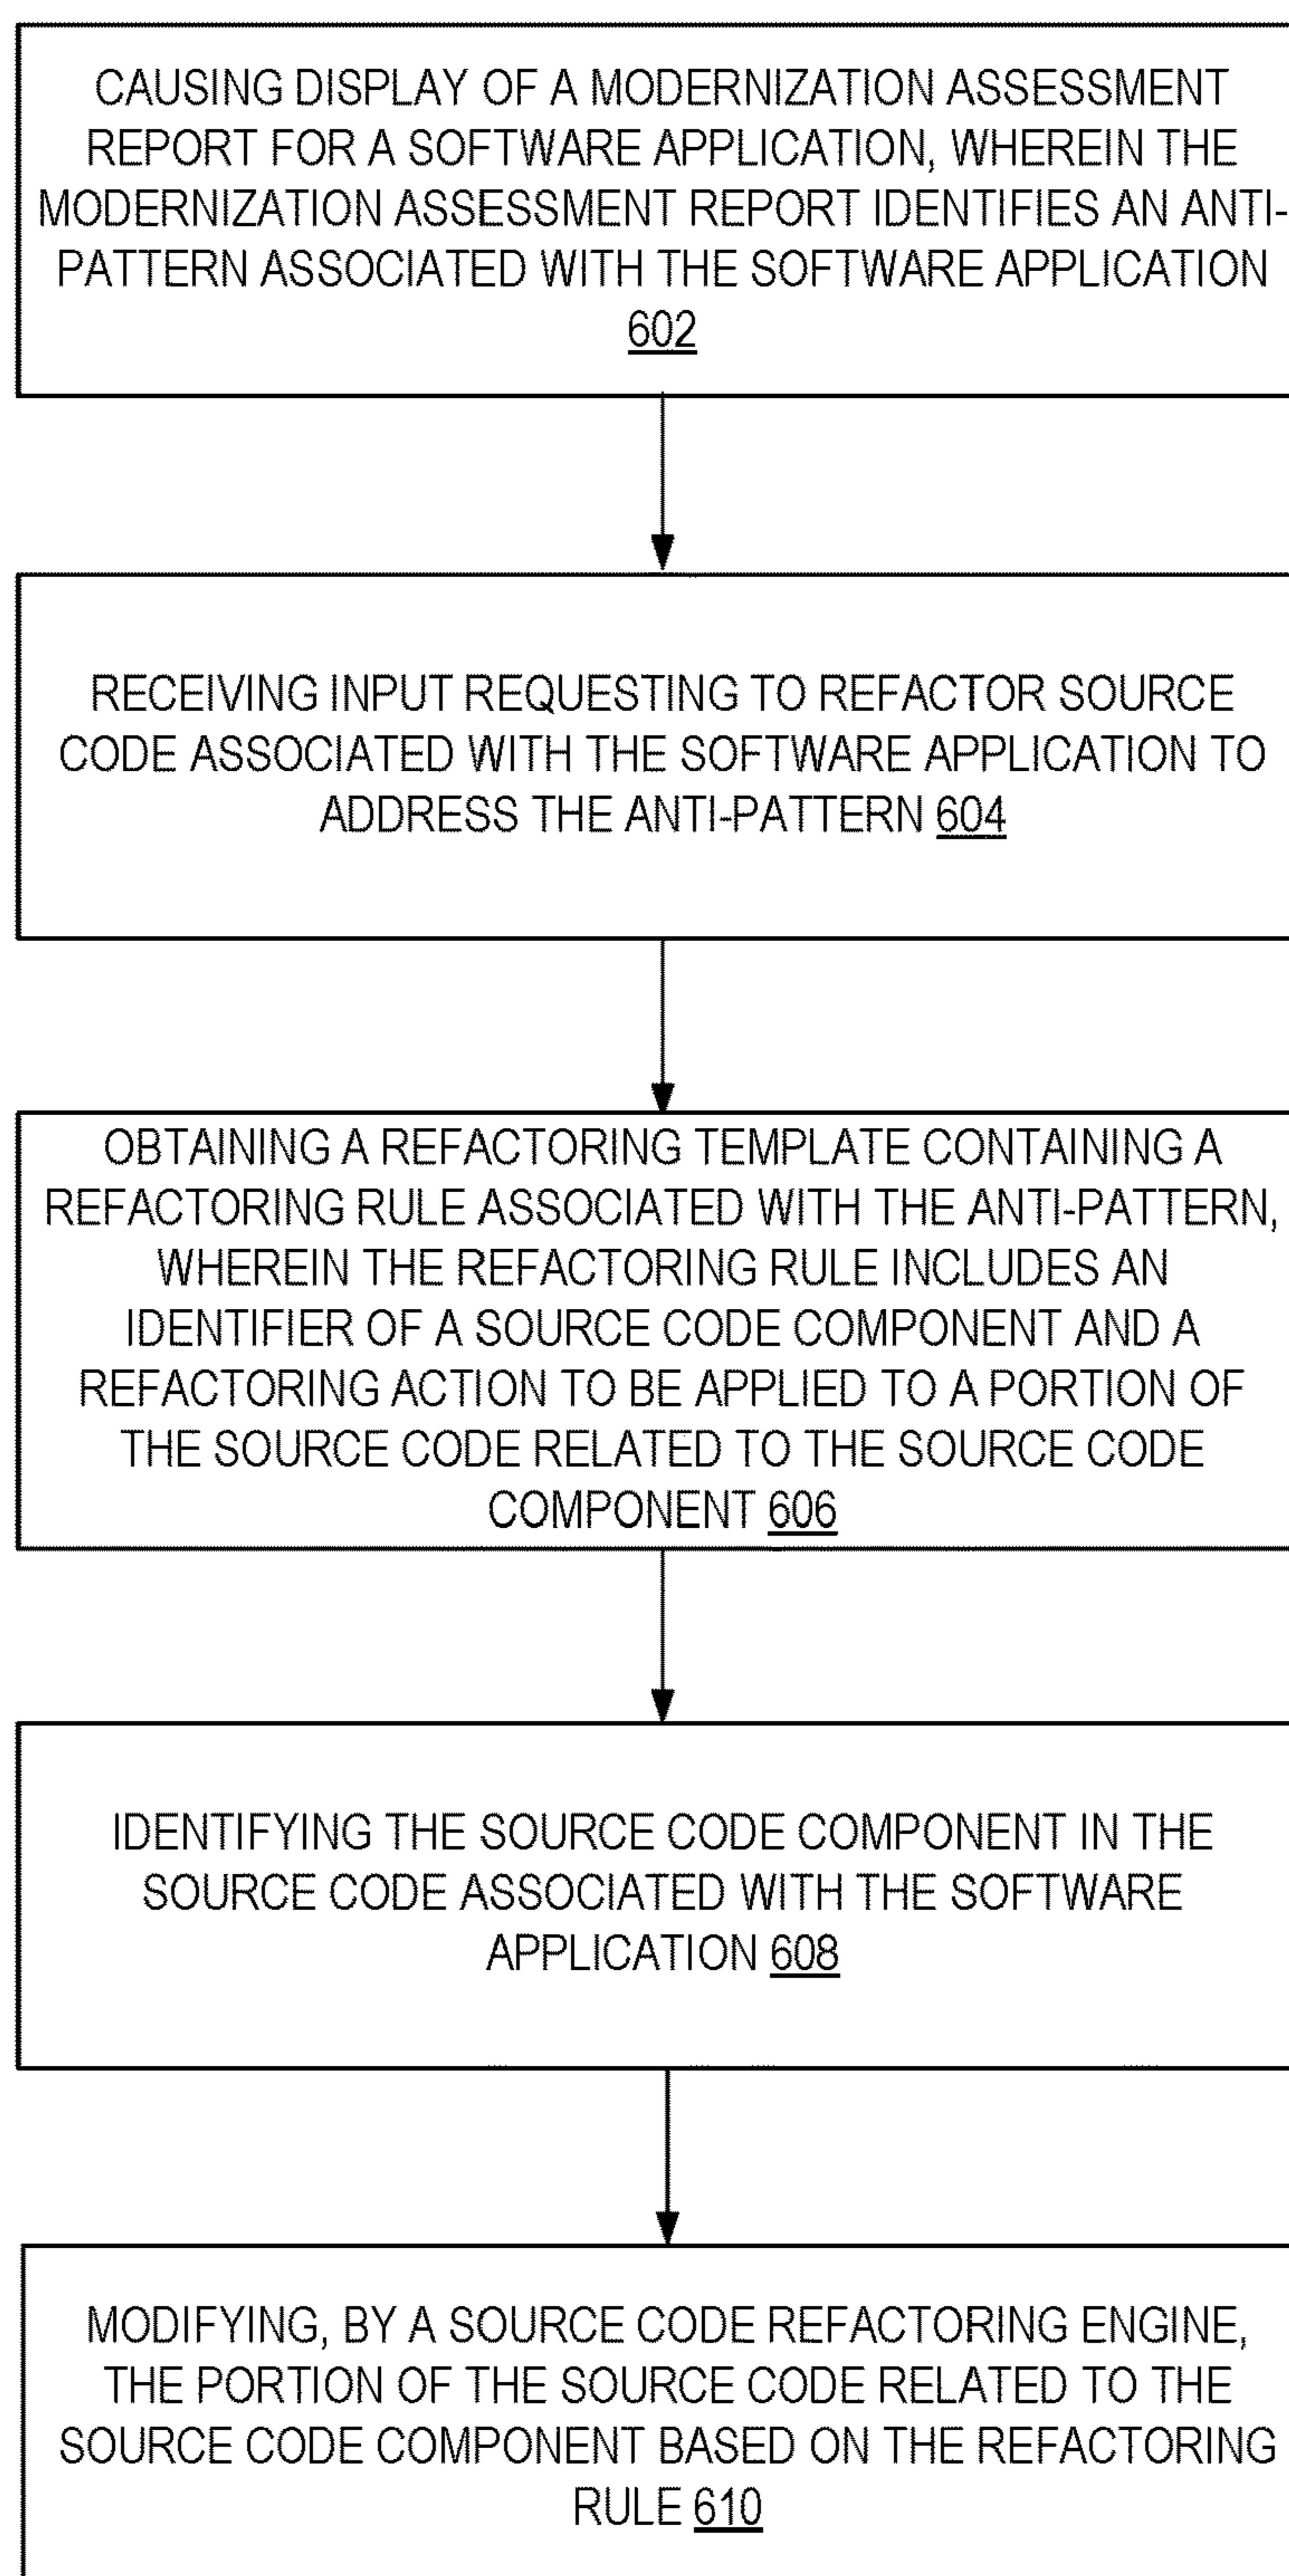 CAUSING DISPLAY OF A MODERNIZATION ASSESSMENT
REPORT FOR A SOFTWARE APPLICATION, WHEREIN THE
MODERNIZATION ASSESSMENT REPORT IDENTIFIES AN ANTI-
PATTERN ASSOCIATED WITH THE SOFTWARE APPLICATION
602
RECEIVING INPUT REQUESTING TO REFACTOR SOURCE
CODE ASSOCIATED WITH THE SOFTWARE APPLICATION TO
ADDRESS THE ANTI-PATTERN 604
OBTAINING A REFACTORING TEMPLATE CONTAINING A
REFACTORING RULE ASSOCIATED WITH THE ANTI-PATTERN,
WHEREIN THE REFACTORING RULE INCLUDES AN
IDENTIFIER OF A SOURCE CODE COMPONENT AND A
REFACTORING ACTION TO BE APPLIED TO A PORTION OF
THE SOURCE CODE RELATED TO THE SOURCE CODE
COMPONENT 606
IDENTIFYING THE SOURCE CODE COMPONENT IN THE
SOURCE CODE ASSOCIATED WITH THE SOFTWARE
APPLICATION 608
MODIFYING, BY A SOURCE CODE REFACTORING ENGINE,
THE PORTION OF THE SOURCE CODE RELATED TO THE
SOURCE CODE COMPONENT BASED ON THE REFACTORING
RULE 610